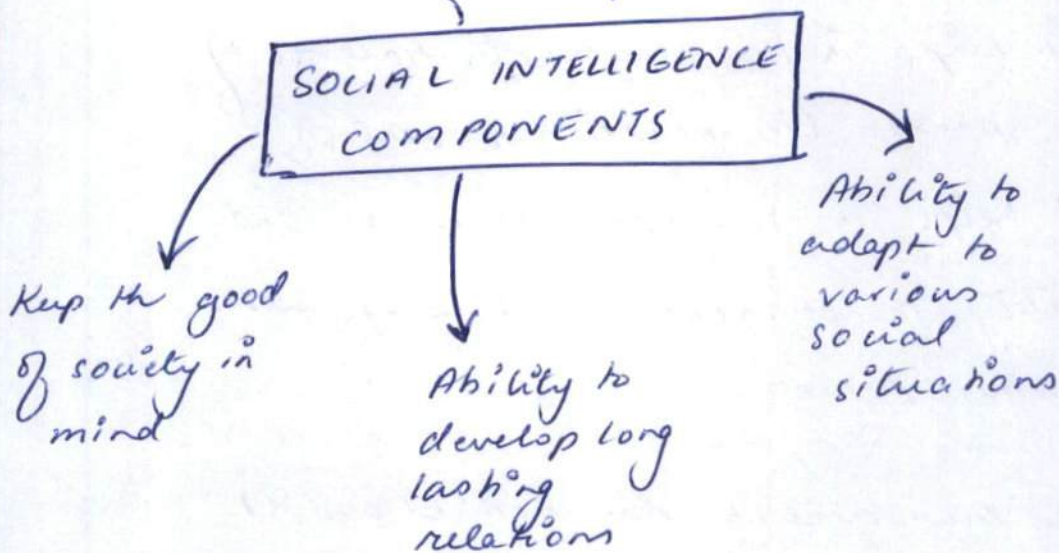 SOCIAL INTELLIGENCE
COMPONENTS
Keep the good
of society in
mind
Ability to
develop long
lasting
relations
Ability to
adapt to
various
social
situations